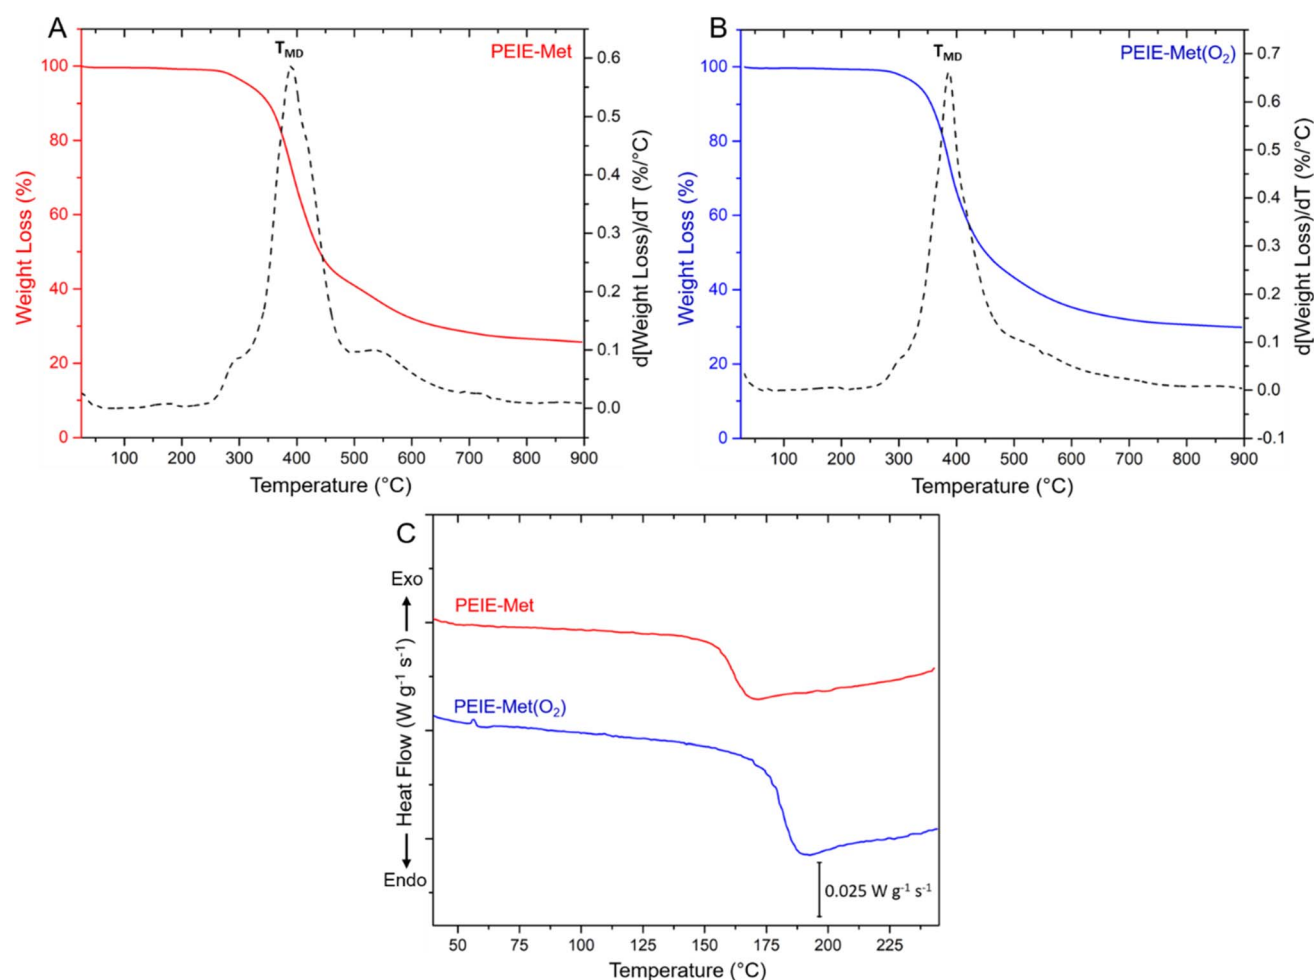 A
T_MD
PEIE-Met
100
80
60
40
20
0
0.6
0.5
0.4
0.3
0.2
0.1
0.0
Weight Loss (%)
d[Weight Loss)/dT (%/°C)
100 200 300 400 500 600 700 800 900
Temperature (°C)
B
T_MD
PEIE-Met(O₂)
100
80
60
40
20
0
0.7
0.6
0.5
0.4
0.3
0.2
0.1
0.0
-0.1
Weight Loss (%)
d[Weight Loss)/dT (%/°C)
100 200 300 400 500 600 700 800 900
Temperature (°C)
C
Exo
Heat Flow (W g⁻¹ s⁻¹)
Endo
PEIE-Met
PEIE-Met(O₂)
0.025 W g⁻¹ s⁻¹
50 75 100 125 150 175 200 225
Temperature (°C)